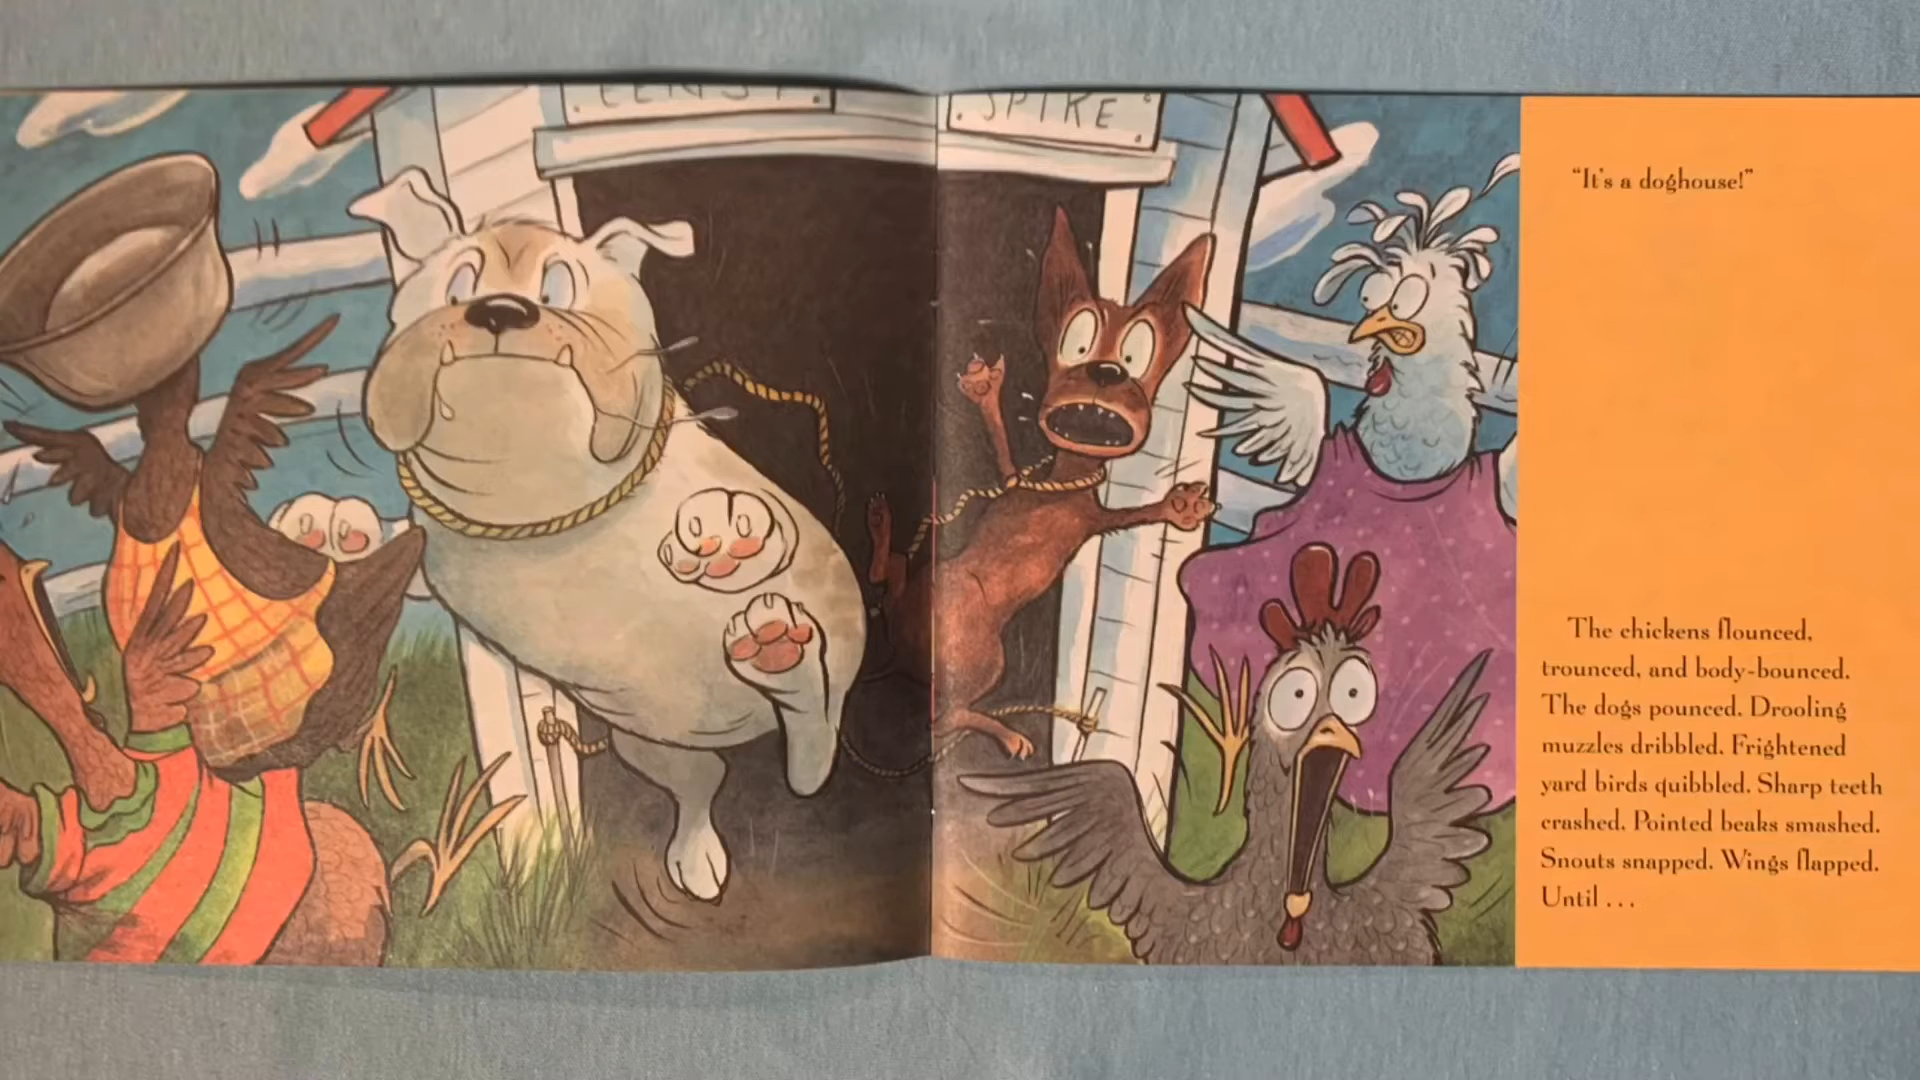 SPIKE
“It’s a doghouse!”
The chickens flounced,
trounced, and body-bounced.
The dogs pounced. Drooling
muzzles dribbled. Frightened
yard birds quibbled. Sharp teeth
crashed. Pointed beaks smashed.
Snouts snapped. Wings flapped.
Until . . .